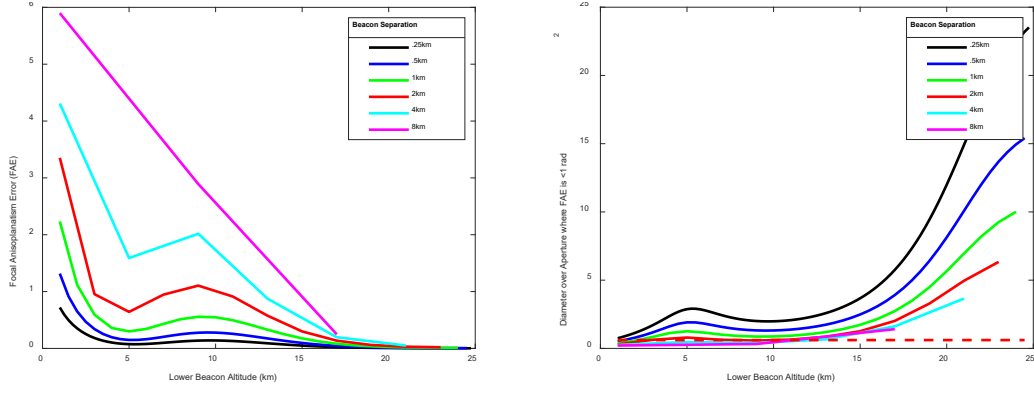 6
5
4
3
2
1
0
Focal Anisoplanatism Error (FAE)
Beacon Separation
.25km
.5km
1km
2km
4km
8km
0 5 10 15 20 25
Lower Beacon Altitude (km)
25
20
15
10
5
0
Diameter over Aperture where FAE is <1 rad
2
Beacon Separation
.25km
.5km
1km
2km
4km
8km
0 5 10 15 20 25
Lower Beacon Altitude (km)